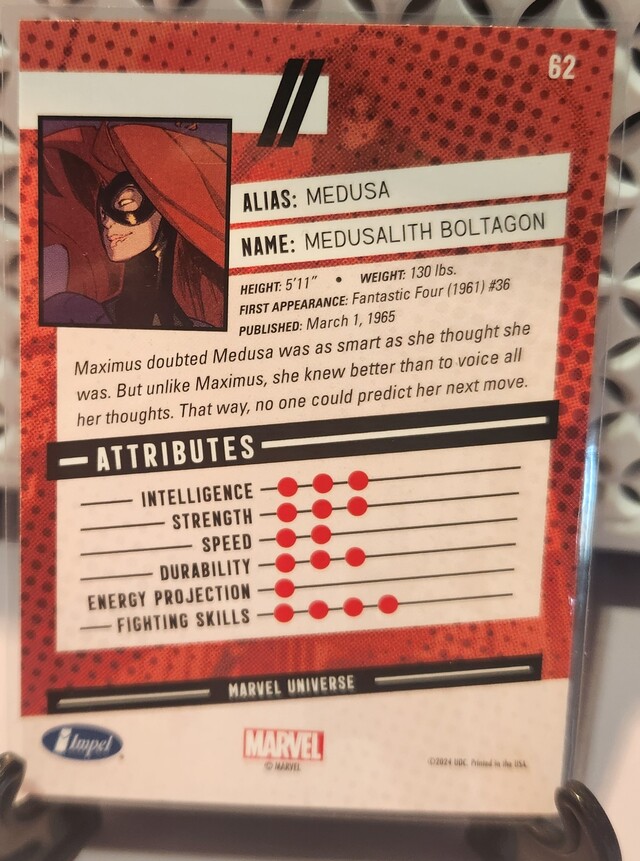 62
ALIAS: MEDUSA
NAME: MEDUSALITH BOLTAGON
HEIGHT: 5'11" • WEIGHT: 130 lbs.
FIRST APPEARANCE: Fantastic Four (1961) #36
PUBLISHED: March 1, 1965
Maximus doubted Medusa was as smart as she thought she
was. But unlike Maximus, she knew better than to voice all
her thoughts. That way, no one could predict her next move.
ATTRIBUTES
INTELLIGENCE
STRENGTH
SPEED
DURABILITY
ENERGY PROJECTION
FIGHTING SKILLS
MARVEL UNIVERSE
Impel
MARVEL
© MARVEL
©2024 UDC. Printed in the USA.